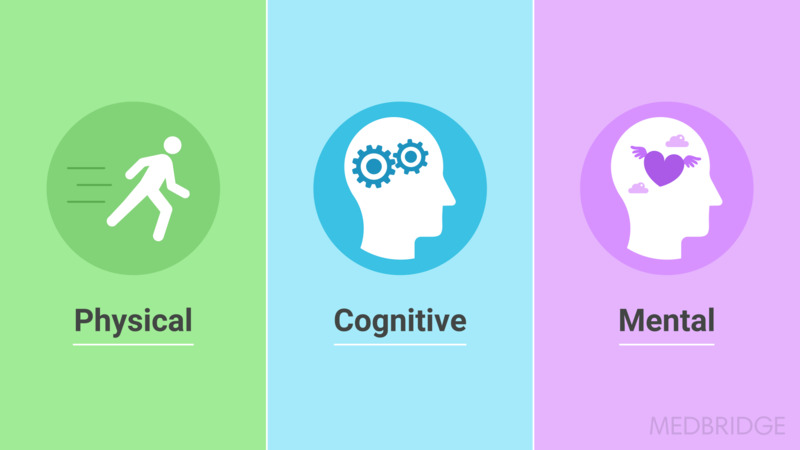 Physical
Cognitive
Mental
MEDBRIDGE